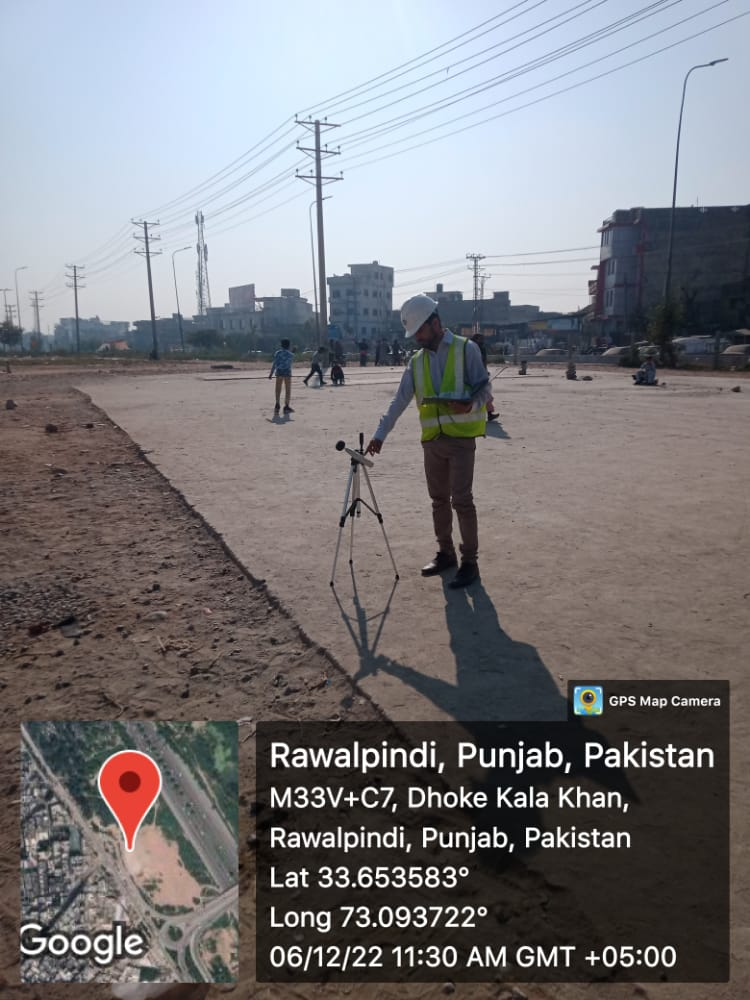 GPS Map Camera
Rawalpindi, Punjab, Pakistan
M33V+C7, Dhoke Kala Khan,
Rawalpindi, Punjab, Pakistan
Lat 33.653583°
Long 73.093722°
06/12/22 11:30 AM GMT +05:00
Google